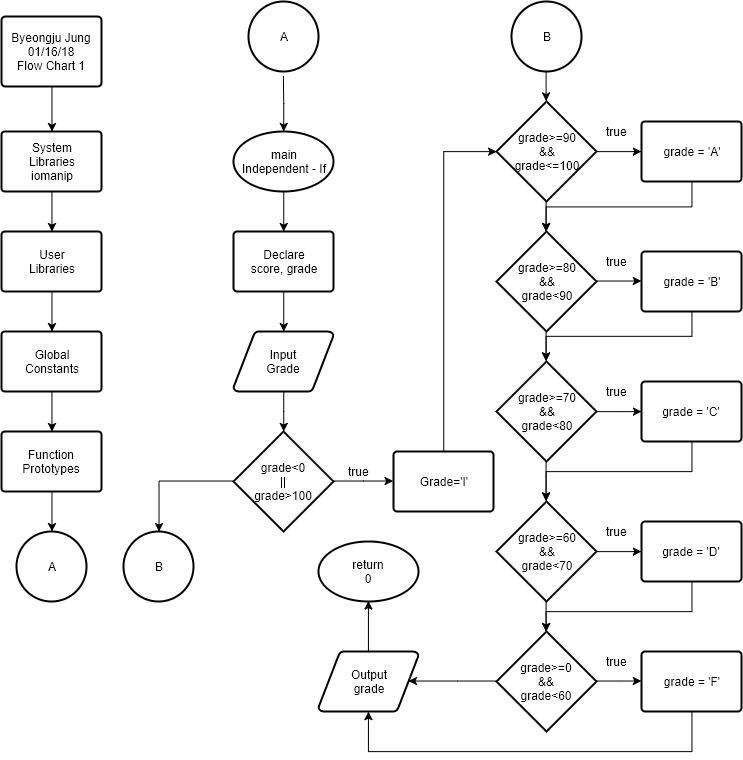 Byeongju Jung
01/16/18
Flow Chart 1
System
Libraries
iomanip
User
Libraries
Global
Constants
Function
Prototypes
A
A
main
Independent - If
Declare
score, grade
Input
Grade
grade<0
||
grade>100
true
Grade='I'
B
return
0
Output
grade
B
grade>=90
&&
grade<=100
true
grade = 'A'
grade>=80
&&
grade<90
true
grade = 'B'
grade>=70
&&
grade<80
true
grade = 'C'
grade>=60
&&
grade<70
true
grade = 'D'
grade>=0
&&
grade<60
true
grade = 'F'